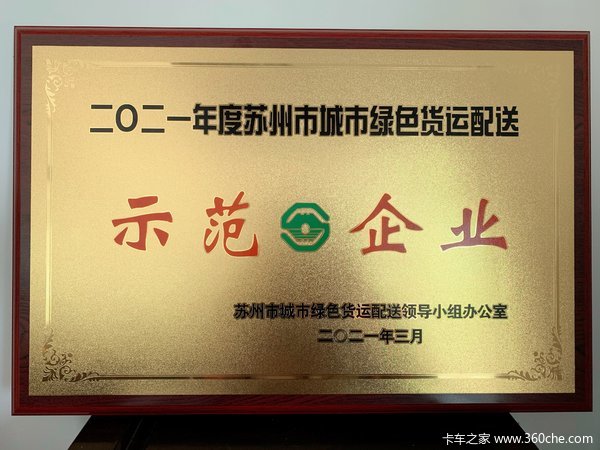 二〇二一年度苏州市城市绿色货运配送
示范企业
苏州市城市绿色货运配送领导小组办公室
二〇二一年三月
卡车之家 www.360che.com